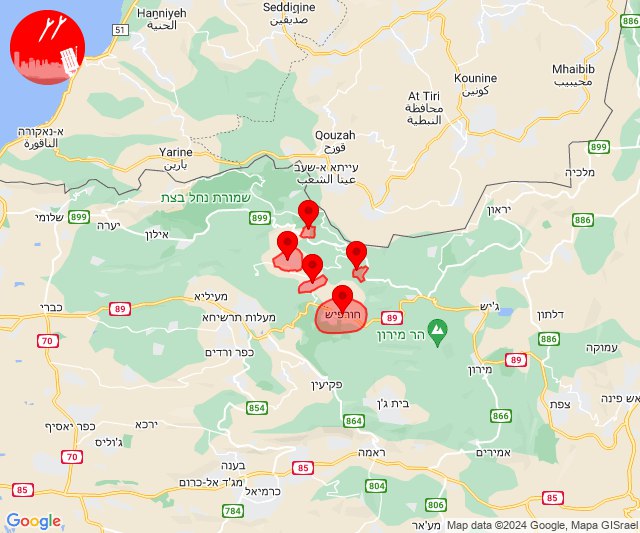 Hanniyeh
الحنية
Seddigine
صديقين
51
Mhaibib
محيبيب
Kounine
كونين
At Tiri
محافظة
النبطية
א-נאקורה
الناقورة
Qouzah
قوزح
899
Yarine
يارين
עייתא א-שעב
عيتا الشعب
מלכיה
שמורת נחל בצת
899
899
יראון
שלומי
יערה
אילון
886
מעיליא
89
כברי
מעלות תרשיחא
חורפיש
89
ג'יש
דלתון
הר מירון
886
70
כפר ורדים
עמוקה
89
מירון
פקיעין
854
בית ג'ן
ראש פינה
צפת
864
866
כפר יאסיף
ירכא
ג'וליס
70
ראמה
אמירים
בענה
85
85
מג'ד אל-כרום
כרמיאל
804
806
85
784
מע'אר
Google
Map data ©2024 Google, Mapa GISrael